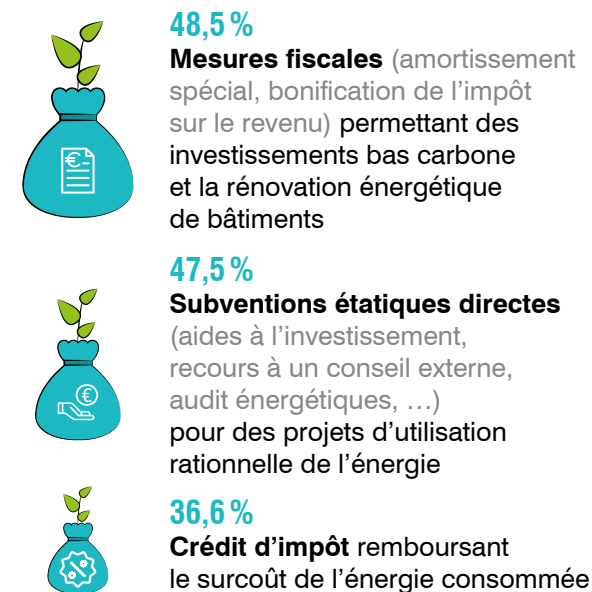 48,5 %
Mesures fiscales (amortissement
spécial, bonification de l’impôt
sur le revenu) permettant des
investissements bas carbone
et la rénovation énergétique
de bâtiments
47,5 %
Subventions étatiques directes
(aides à l’investissement,
recours à un conseil externe,
audit énergétiques, …)
pour des projets d’utilisation
rationnelle de l’énergie
36,6 %
Crédit d’impôt remboursant
le surcoût de l’énergie consommée